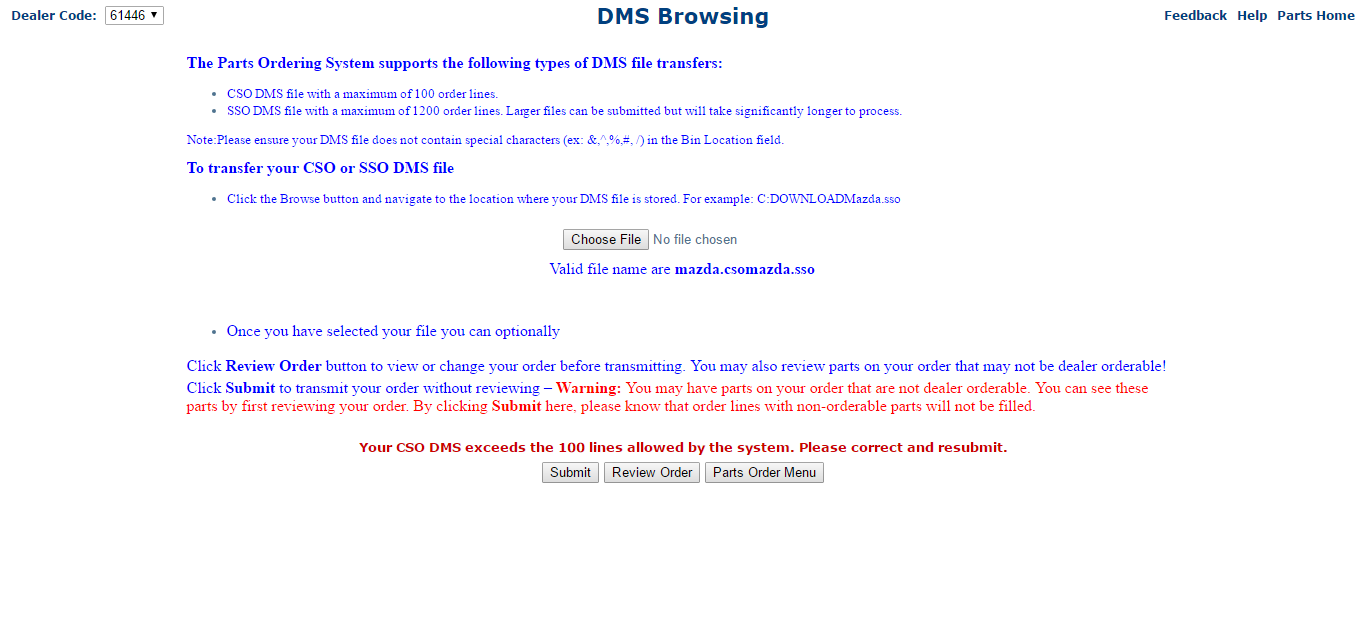 Dealer Code: 61446 DMS Browsing Feedback Help Parts Home
The Parts Ordering System supports the following types of DMS file transfers:
CSO DMS file with a maximum of 100 order lines.
SSO DMS file with a maximum of 1200 order lines. Larger files can be submitted but will take significantly longer to process.
Note:Please ensure your DMS file does not contain special characters (ex: &,^,%,#, /) in the Bin Location field.
To transfer your CSO or SSO DMS file
Click the Browse button and navigate to the location where your DMS file is stored. For example: C:DOWNLOADMazda.sso
Choose File No file chosen
Valid file name are mazda.csomazda.sso
Once you have selected your file you can optionally
Click Review Order button to view or change your order before transmitting. You may also review parts on your order that may not be dealer orderable!
Click Submit to transmit your order without reviewing – Warning: You may have parts on your order that are not dealer orderable. You can see these
parts by first reviewing your order. By clicking Submit here, please know that order lines with non-orderable parts will not be filled.
Your CSO DMS exceeds the 100 lines allowed by the system. Please correct and resubmit.
Submit Review Order Parts Order Menu